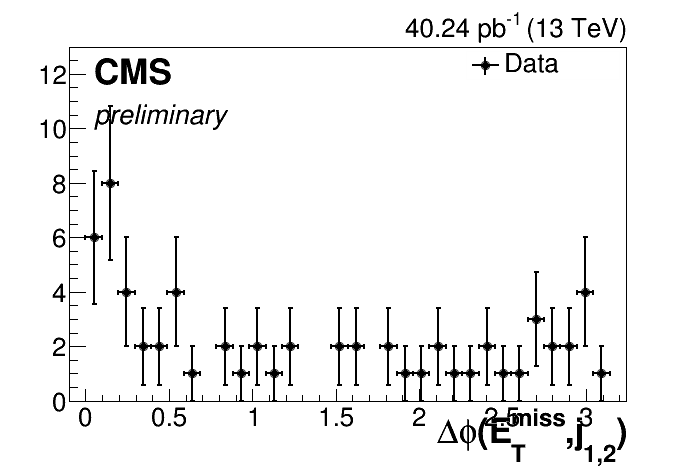 40.24 pb-1 (13 TeV)
CMS
Data
preliminary
12
10
8
6
4
2
0
0 0.5 1 1.5 2 2.5 3
Δϕ(E_T^miss,j_1,2)